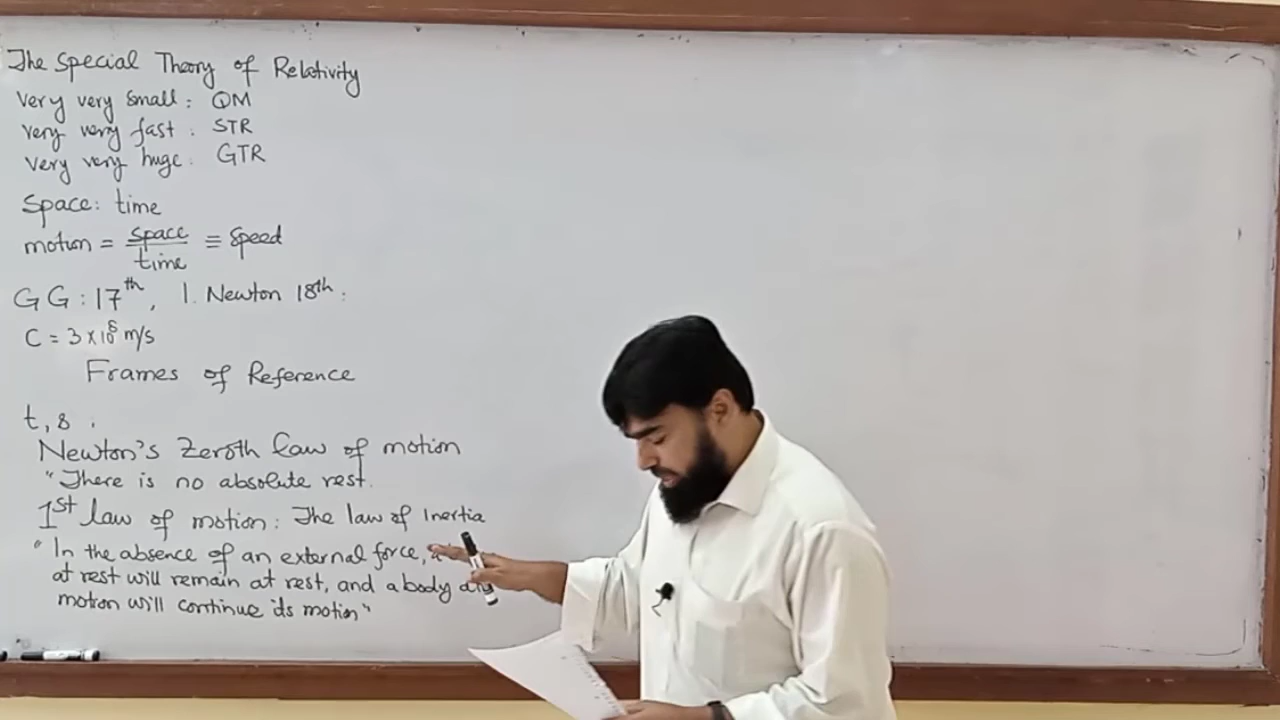 The Special Theory of Relativity
Very very small: QM
Very very fast: STR
Very very huge: GTR
Space: time
motion = space/time ≡ speed
GG: 17th, I. Newton 18th.
C = 3 × 10^8 m/s
Frames of Reference
t, s.
Newton's Zeroth law of motion
"There is no absolute rest.
1st law of motion: The law of Inertia
"In the absence of an external force,
at rest will remain at rest, and a body
motion will continue its motion"